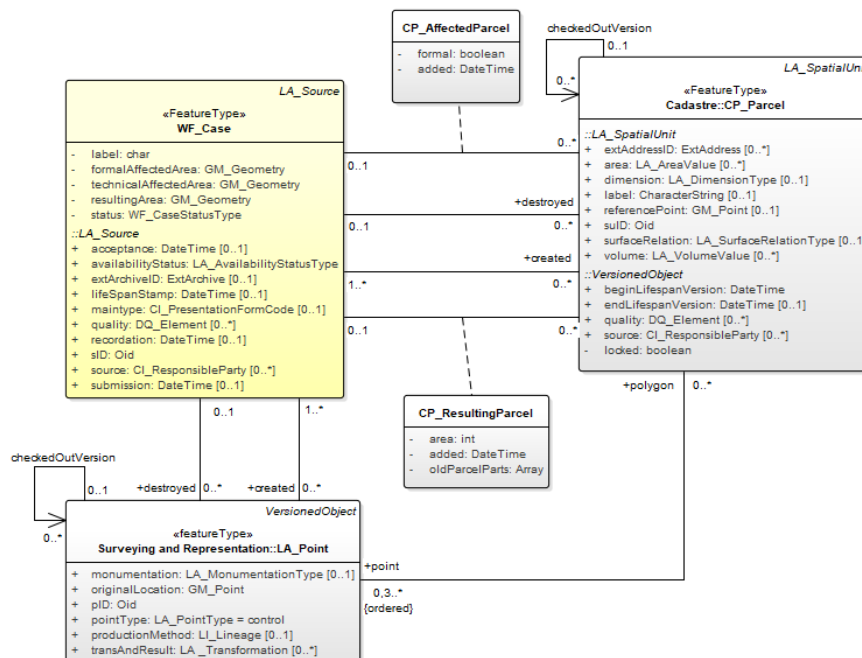 CP_AffectedParcel
- formal: boolean
- added: DateTime
checkedOutVersion
0..1
0..*
LA_SpatialUnit
«FeatureType»
Cadastre::CP_Parcel
::LA_SpatialUnit
+ extAddressID: ExtAddress [0..*]
+ area: LA_AreaValue [0..*]
+ dimension: LA_DimensionType [0..1]
+ label: CharacterString [0..1]
+ referencePoint: GM_Point [0..1]
+ suID: Oid
+ surfaceRelation: LA_SurfaceRelationType [0..1]
+ volume: LA_VolumeValue [0..*]
::VersionedObject
+ beginLifespanVersion: DateTime
+ endLifespanVersion: DateTime [0..1]
+ quality: DQ_Element [0..*]
+ source: CI_ResponsibleParty [0..*]
- locked: boolean
LA_Source
«FeatureType»
WF_Case
- label: char
- formalAffectedArea: GM_Geometry
- technicalAffectedArea: GM_Geometry
- resultingArea: GM_Geometry
- status: WF_CaseStatusType
::LA_Source
+ acceptance: DateTime [0..1]
+ availabilityStatus: LA_AvailabilityStatusType
+ extArchiveID: ExtArchive [0..1]
+ lifeSpanStamp: DateTime [0..1]
+ maintype: CI_PresentationFormCode [0..1]
+ quality: DQ_Element [0..*]
+ recordation: DateTime [0..1]
+ sID: Oid
+ source: CI_ResponsibleParty [0..*]
+ submission: DateTime [0..1]
0..1
0..*
+destroyed
0..1
0..*
+created
1..*
0..*
0..1
0..*
CP_ResultingParcel
- area: int
- added: DateTime
- oldParcelParts: Array
+polygon
0..*
0..1
1..*
checkedOutVersion
0..1
0..*
+destroyed
0..*
+created
0..*
VersionedObject
«featureType»
Surveying and Representation::LA_Point
+ monumentation: LA_MonumentationType [0..1]
+ originalLocation: GM_Point
+ pID: Oid
+ pointType: LA_PointType = control
+ productionMethod: LI_Lineage [0..1]
+ transAndResult: LA _Transformation [0..*]
+point
0,3..*
{ordered}